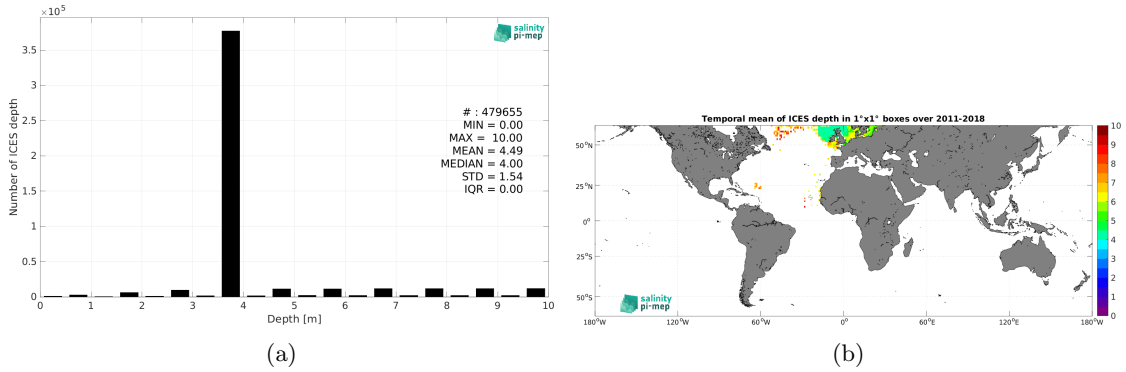 ×10⁵
salinity
pi-mep
3.5
3
2.5
2
1.5
1
0.5
0
Number of ICES depth
# : 479655
MIN = 0.00
MAX = 10.00
MEAN = 4.49
MEDIAN = 4.00
STD = 1.54
IQR = 0.00
0 1 2 3 4 5 6 7 8 9 10
Depth [m]
(a)
Temporal mean of ICES depth in 1°x1° boxes over 2011-2018
50°N
25°N
0°
25°S
50°S
salinity
pi-mep
180°W 120°W 60°W 0° 60°E 120°E 180°W
10
9
8
7
6
5
4
3
2
1
0
(b)